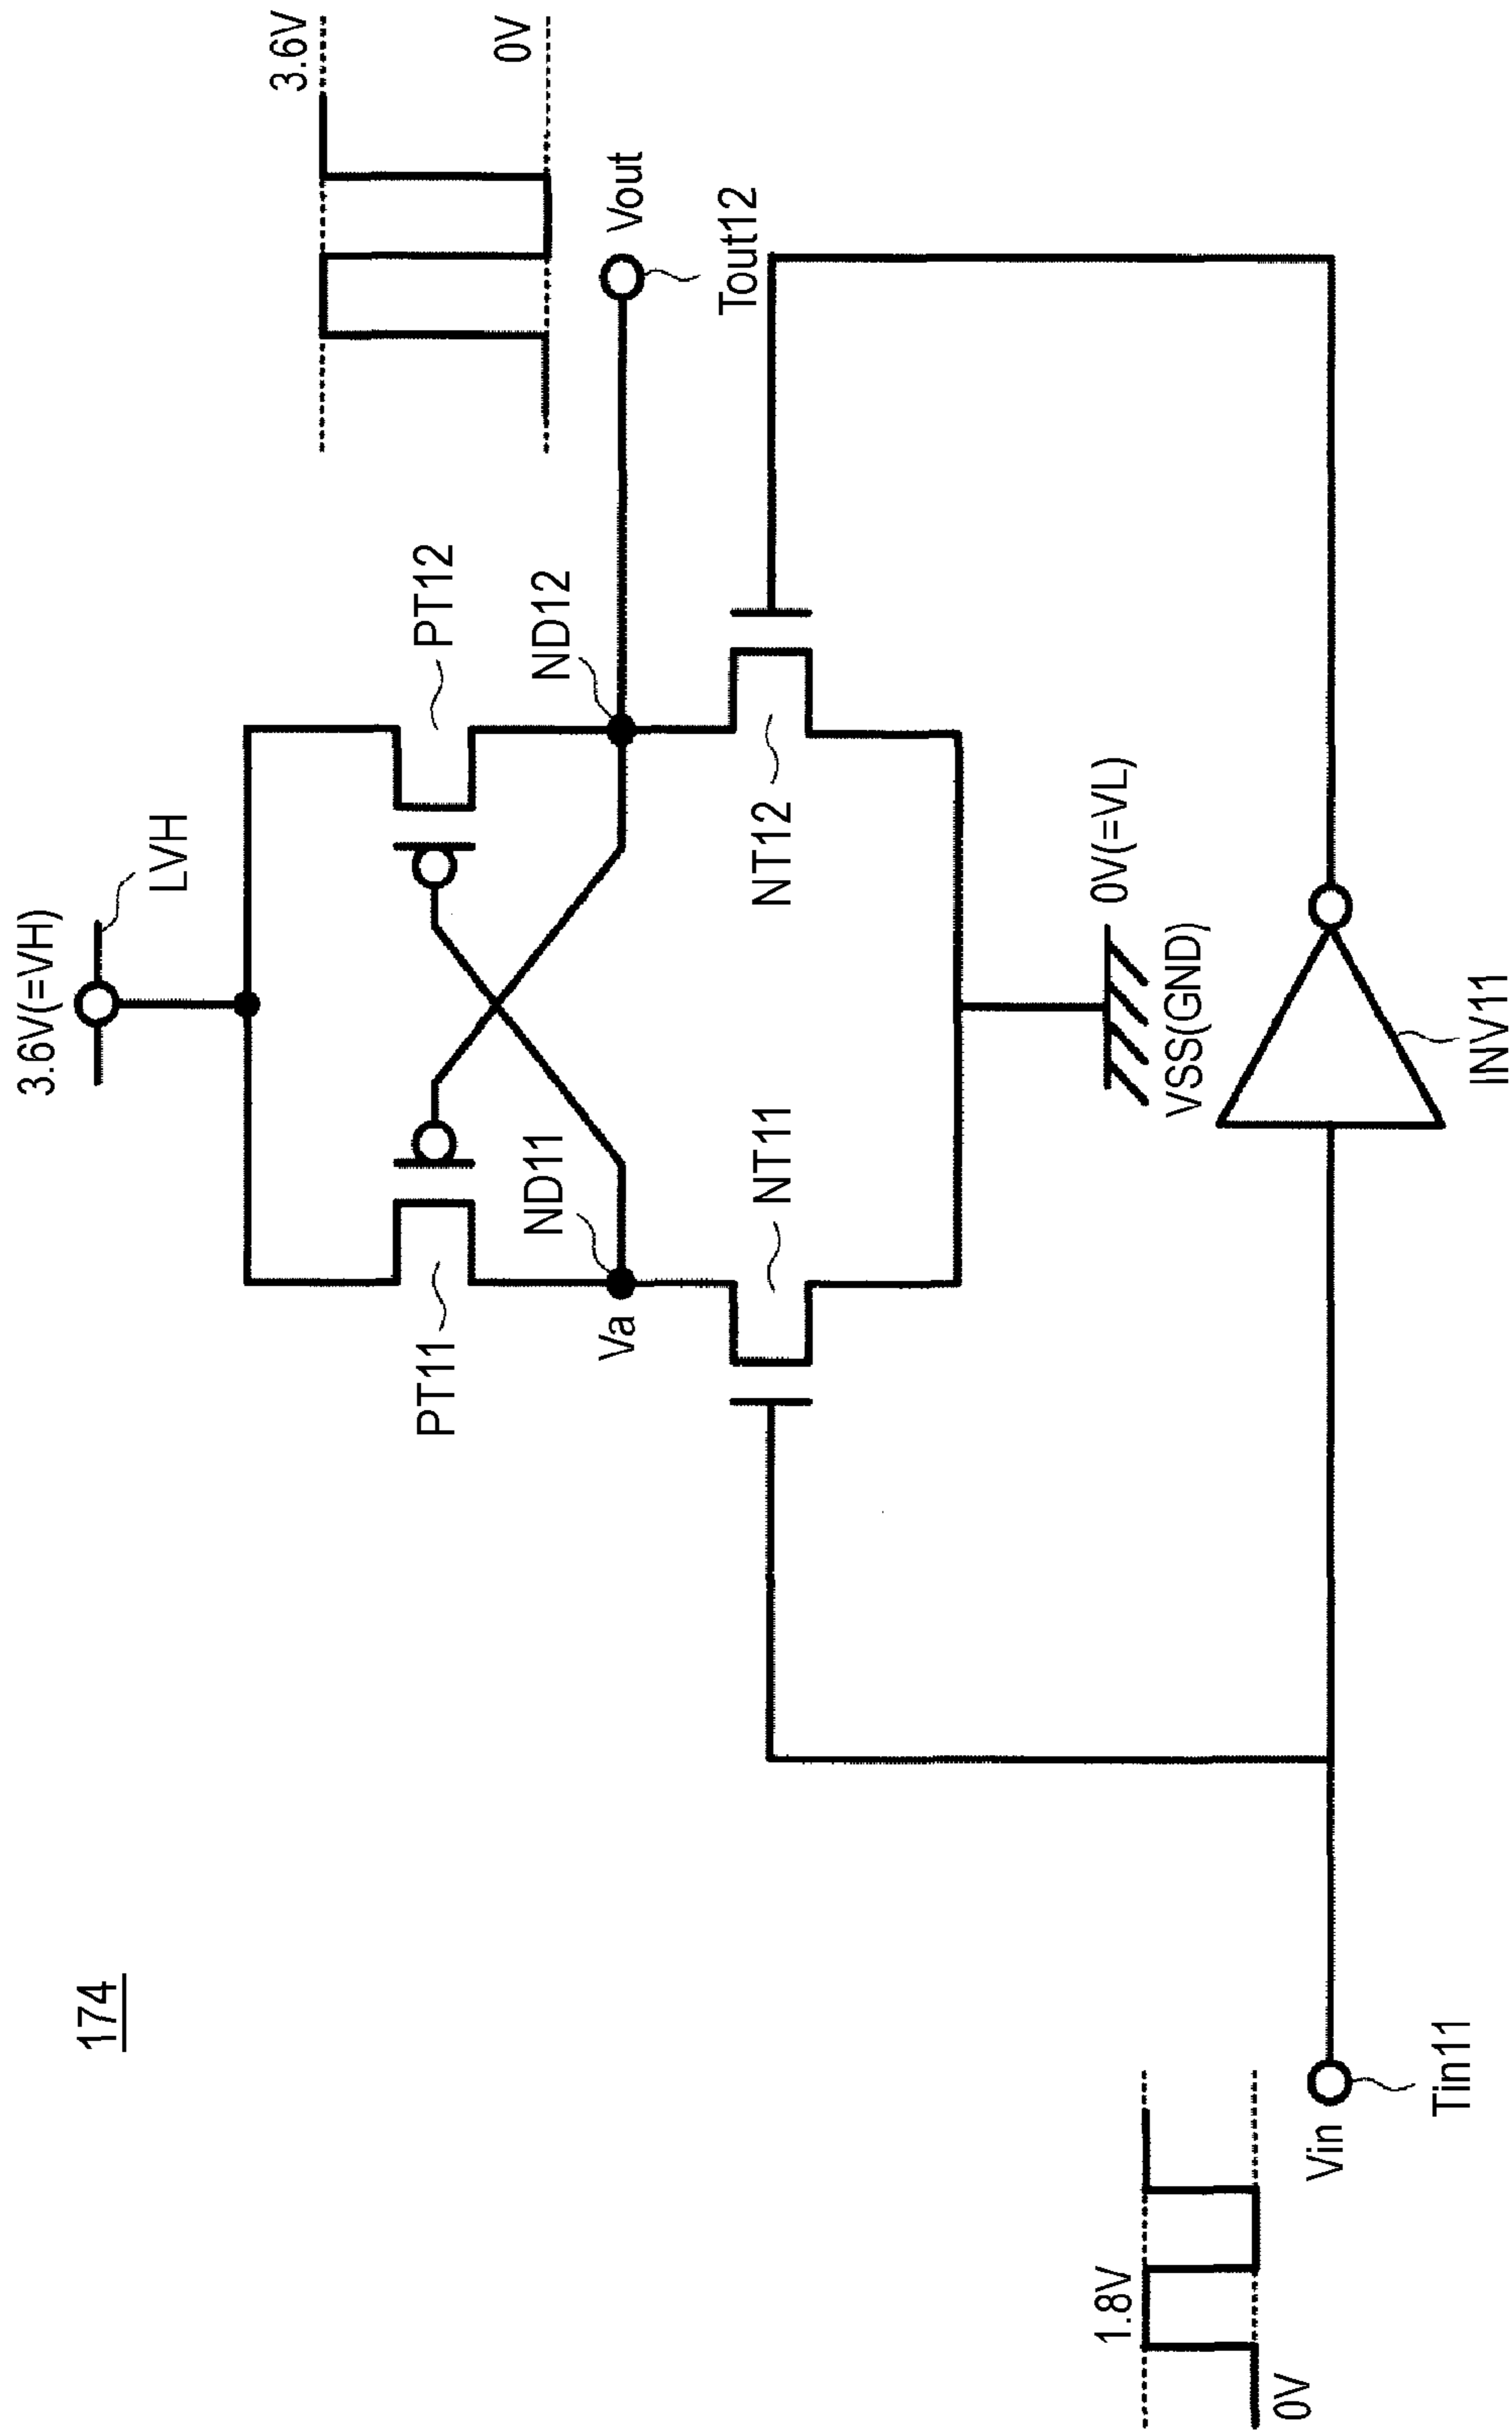 174
3.6V(=VH)
LVH
3.6V
0V
PT11
PT12
ND11
ND12
Va
Vout
Tout12
NT11
NT12
0V(=VL)
VSS(GND)
1.8V
0V
Vin
Tin11
INV11